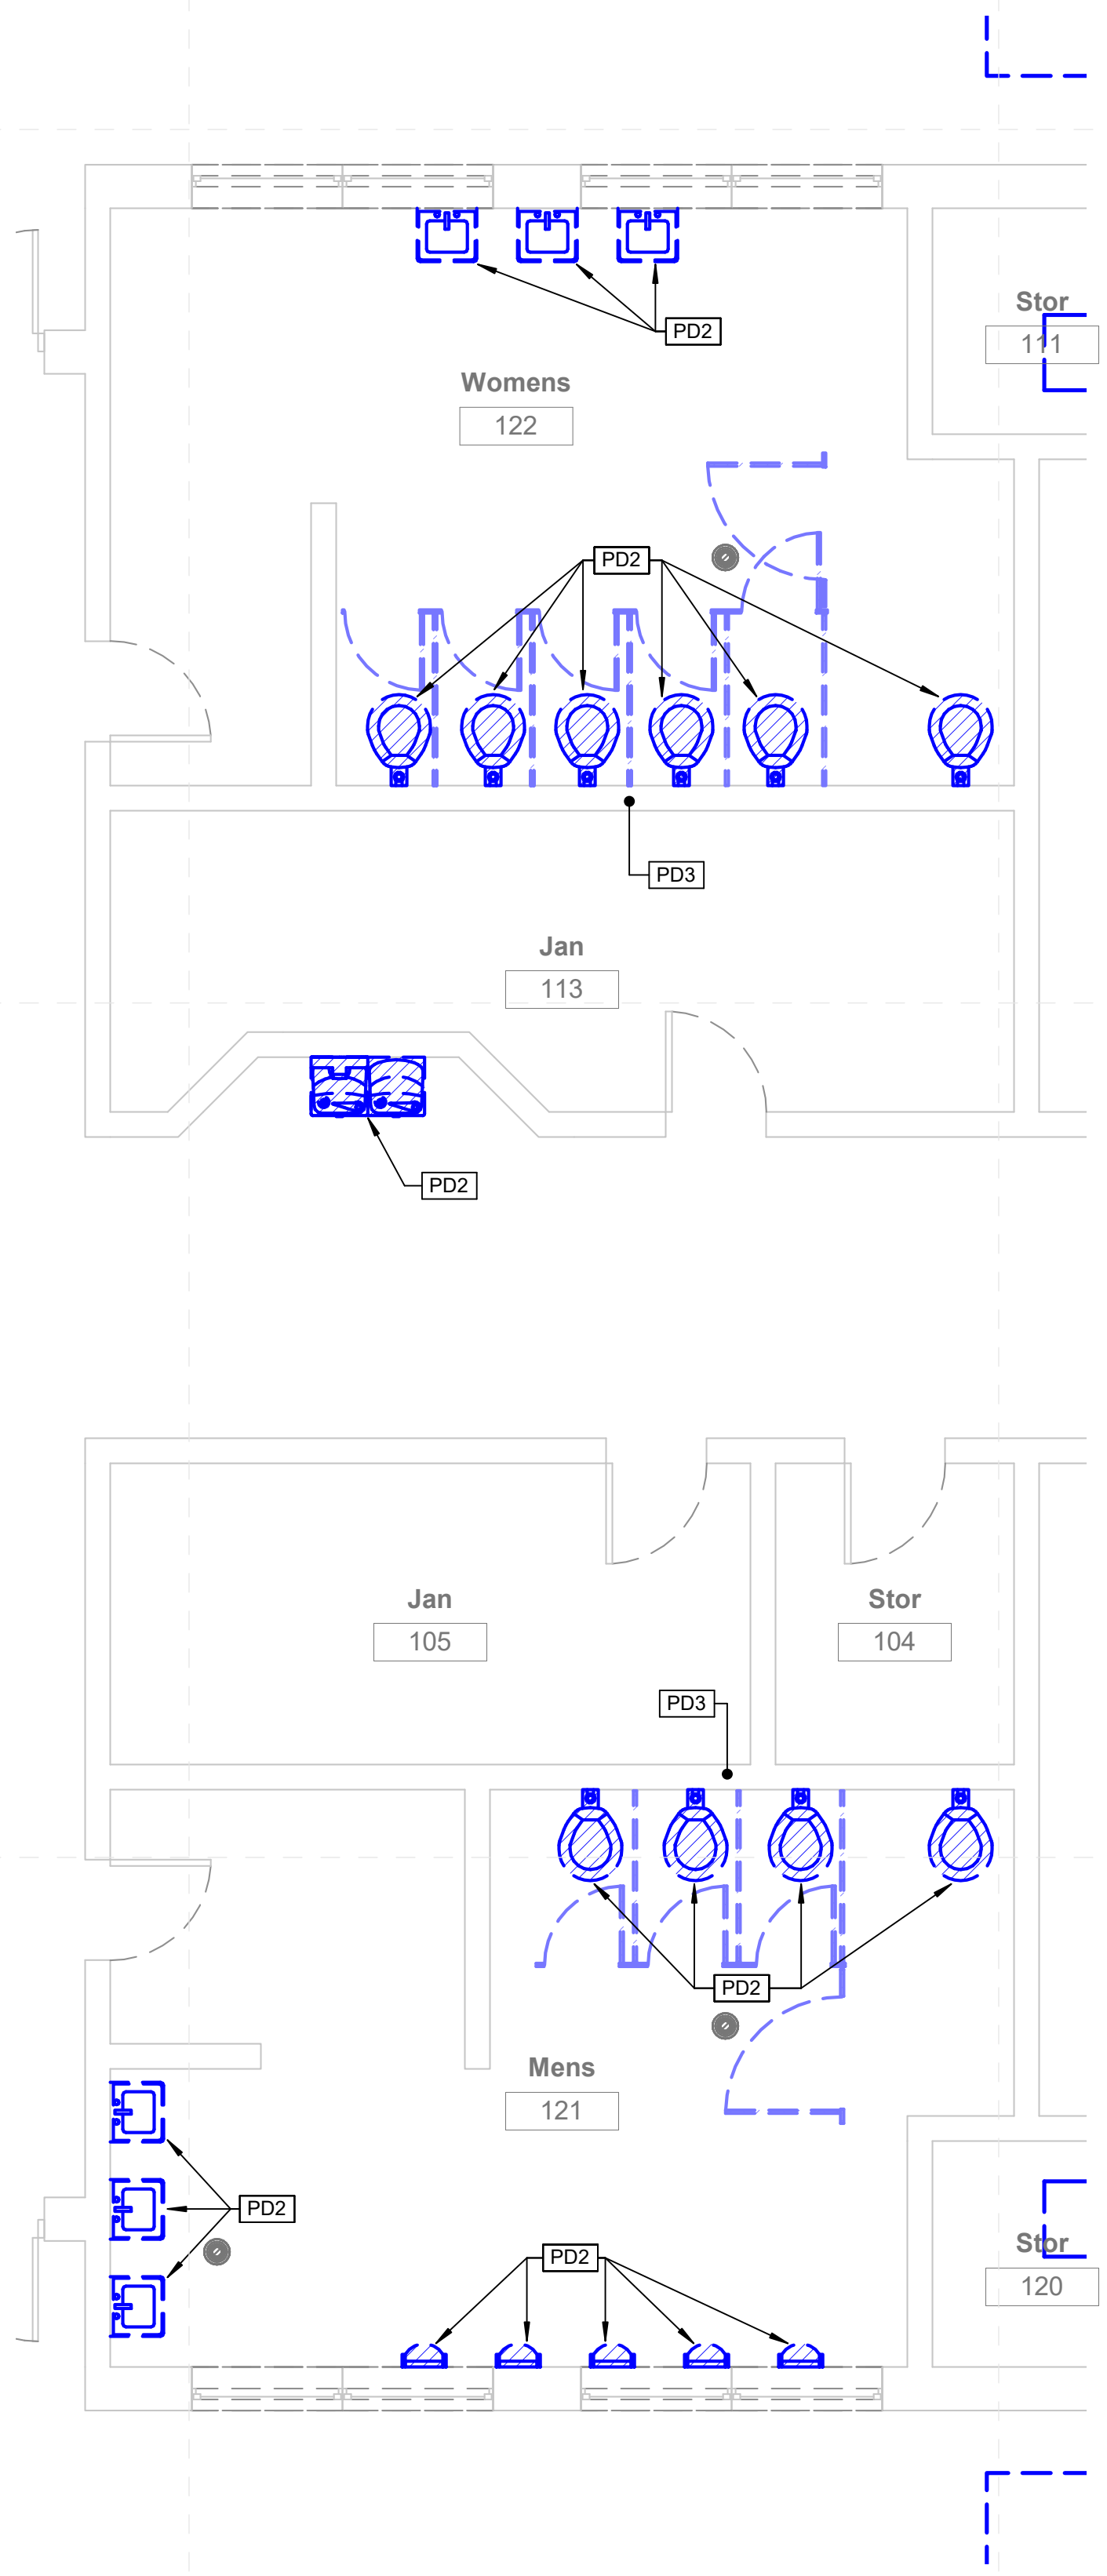 Stor
111
PD2
Womens
122
PD2
PD3
Jan
113
PD2
Jan
105
Stor
104
PD3
PD2
Mens
121
PD2
PD2
Stor
120